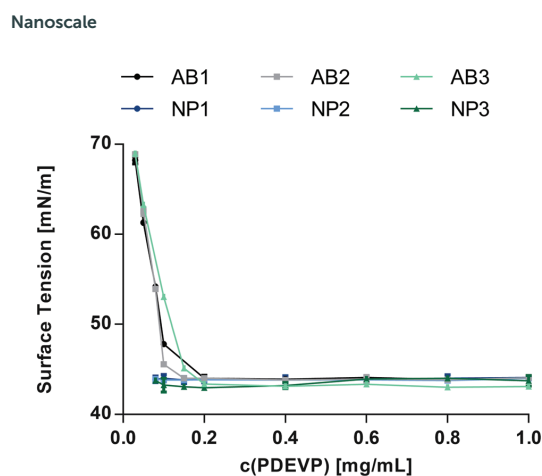 Nanoscale
AB1 AB2 AB3
NP1 NP2 NP3
70
60
50
40
Surface Tension [mN/m]
0.0 0.2 0.4 0.6 0.8 1.0
c(PDEVP) [mg/mL]